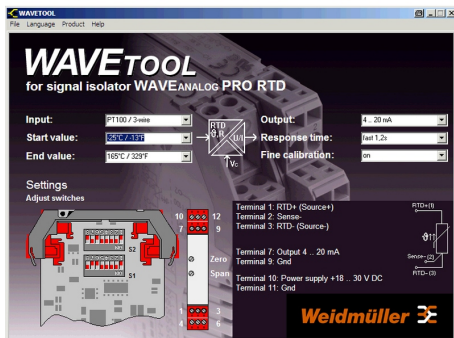 WAVETOOL
File Language Product Help
WAVETOOL
for signal isolator WAVEANALOG PRO RTD
Input: PT100 / 3-wire Output: 4 .. 20 mA
Start value: -25°C / -13°F Response time: fast 1,2s
End value: 165°C / 329°F Fine calibration: on
RTD
ϑ,R
U/I
Vc
Settings
Adjust switches
10 12
7 9
S2
S1
Zero
Span
1 3
4 6
Terminal 1: RTD+ (Source+)
Terminal 2: Sense-
Terminal 3: RTD- (Source-)
Terminal 7: Output 4 .. 20 mA
Terminal 9: Gnd
Terminal 10: Power supply +18 .. 30 V DC
Terminal 11: Gnd
RTD+(1)
ϑ↑↑
Sense- (2)
RTD- (3)
Weidmüller